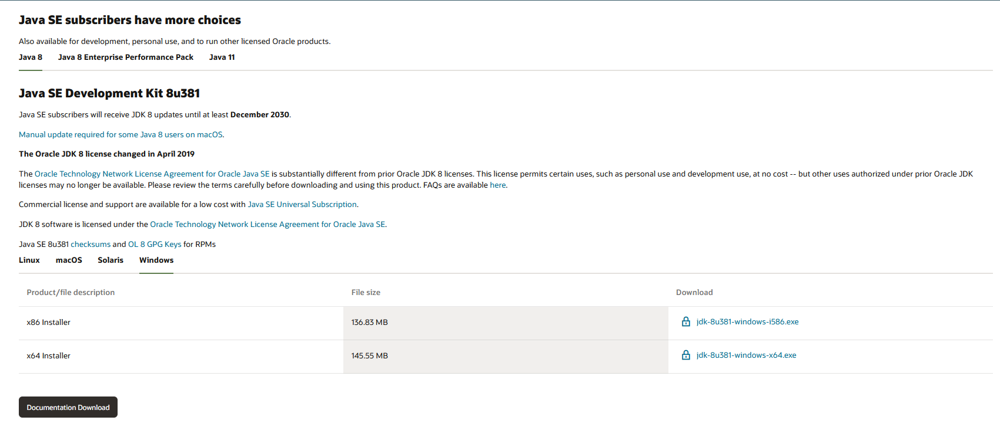 Java SE subscribers have more choices
Also available for development, personal use, and to run other licensed Oracle products.
Java 8 Java 8 Enterprise Performance Pack Java 11
Java SE Development Kit 8u381
Java SE subscribers will receive JDK 8 updates until at least December 2030.
Manual update required for some Java 8 users on macOS.
The Oracle JDK 8 license changed in April 2019
The Oracle Technology Network License Agreement for Oracle Java SE is substantially different from prior Oracle JDK 8 licenses. This license permits certain uses, such as personal use and development use, at no cost -- but other uses authorized under prior Oracle JDK
licenses may no longer be available. Please review the terms carefully before downloading and using this product. FAQs are available here.
Commercial license and support are available for a low cost with Java SE Universal Subscription.
JDK 8 software is licensed under the Oracle Technology Network License Agreement for Oracle Java SE.
Java SE 8u381 checksums and OL 8 GPG Keys for RPMs
Linux macOS Solaris Windows
Product/file description File size Download
x86 Installer 136.83 MB jdk-8u381-windows-i586.exe
x64 Installer 145.55 MB jdk-8u381-windows-x64.exe
Documentation Download